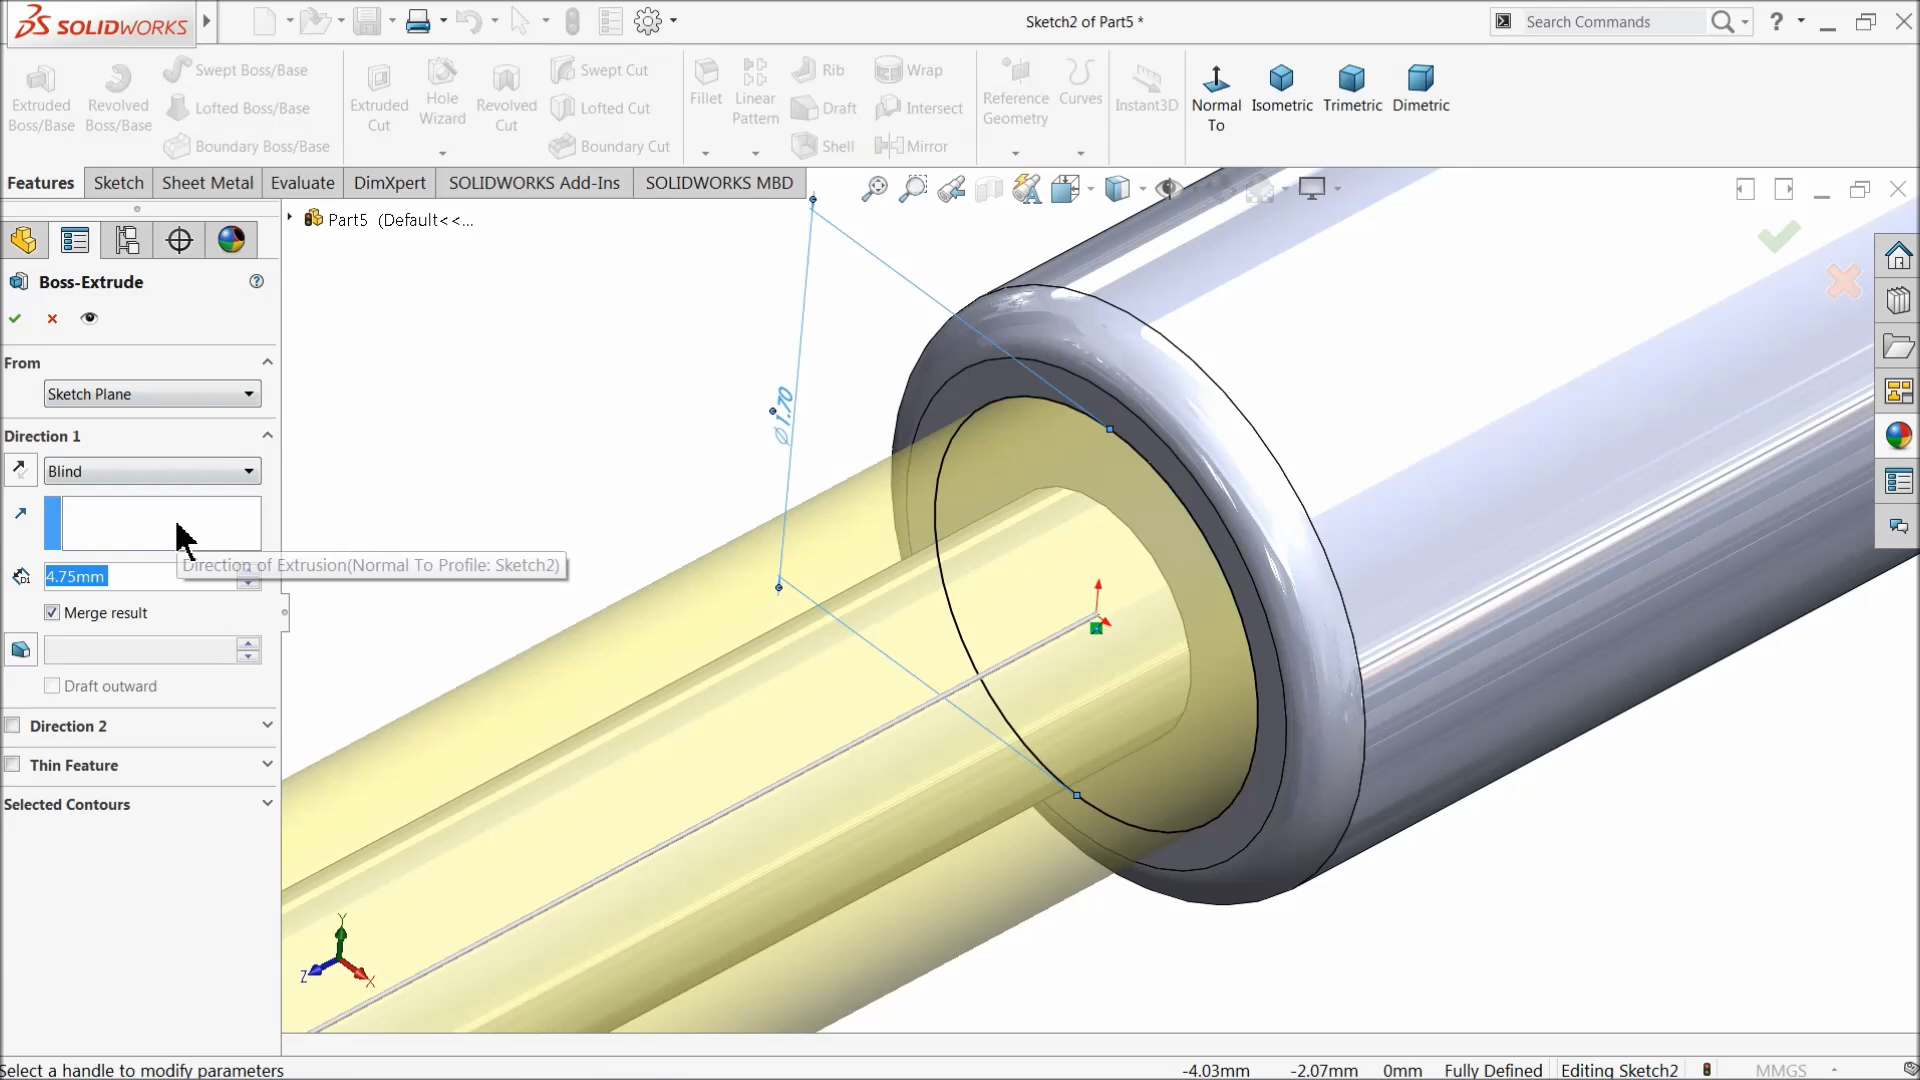 SOLIDWORKS
Sketch2 of Part5 *
Search Commands
?
Extruded Boss/Base
Revolved Boss/Base
Swept Boss/Base
Lofted Boss/Base
Boundary Boss/Base
Extruded Cut
Hole Wizard
Revolved Cut
Swept Cut
Lofted Cut
Boundary Cut
Fillet
Linear Pattern
Rib
Draft
Shell
Wrap
Intersect
Mirror
Reference Geometry
Curves
Instant3D
Normal To
Isometric
Trimetric
Dimetric
Features
Sketch
Sheet Metal
Evaluate
DimXpert
SOLIDWORKS Add-Ins
SOLIDWORKS MBD
Part5 (Default<<...
Boss-Extrude
From
Sketch Plane
Direction 1
Blind
Direction of Extrusion(Normal To Profile: Sketch2)
4.75mm
Merge result
Draft outward
Direction 2
Thin Feature
Selected Contours
∅1.70
Y
Z
X
Select a handle to modify parameters
-4.03mm
-2.07mm
0mm
Fully Defined
Editing Sketch2
MMGS